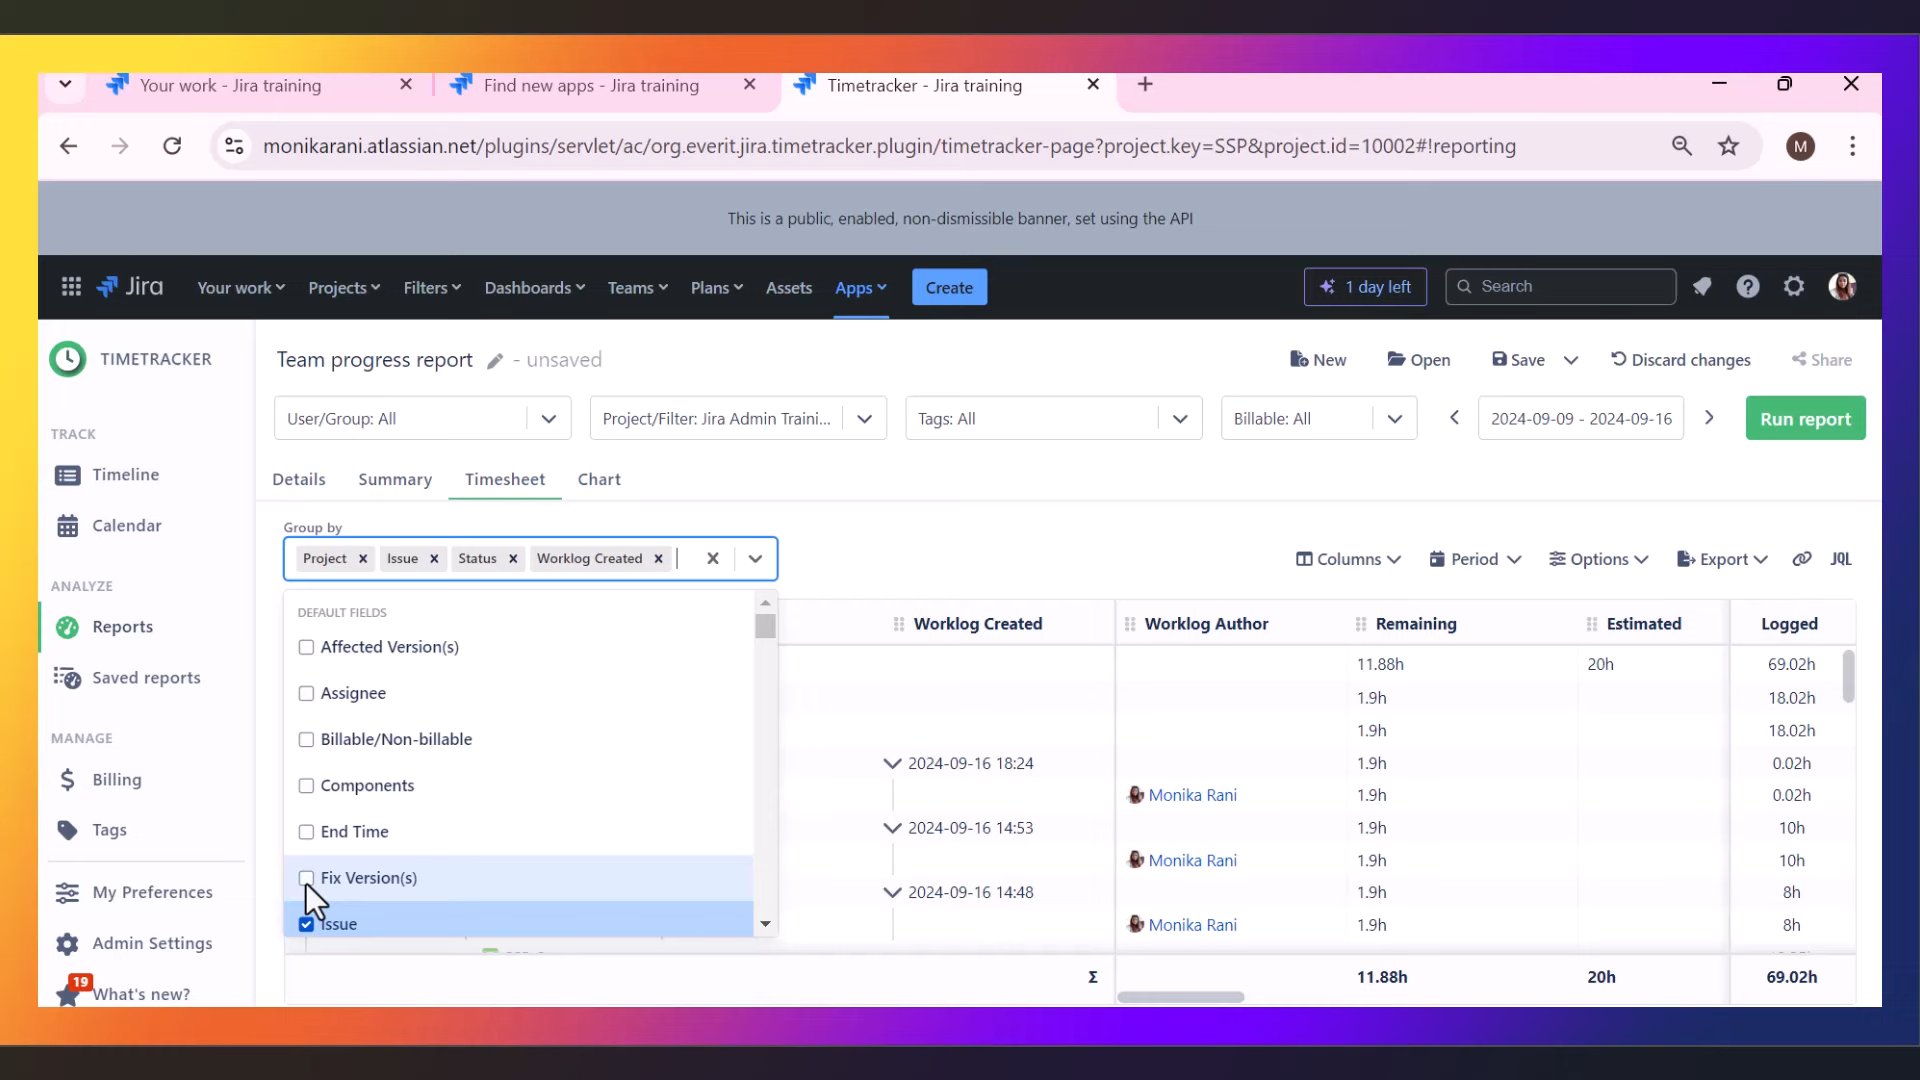 Your work - Jira training
Find new apps - Jira training
Timetracker - Jira training
monikarani.atlassian.net/plugins/servlet/ac/org.everit.jira.timetracker.plugin/timetracker-page?project.key=SSP&project.id=10002#!reporting
M
This is a public, enabled, non-dismissible banner, set using the API
Jira
Your work
Projects
Filters
Dashboards
Teams
Plans
Assets
Apps
Create
1 day left
Search
TIMETRACKER
Team progress report - unsaved
New
Open
Save
Discard changes
Share
User/Group: All
Project/Filter: Jira Admin Traini...
Tags: All
Billable: All
2024-09-09 - 2024-09-16
Run report
TRACK
Timeline
Calendar
ANALYZE
Reports
Saved reports
MANAGE
Billing
Tags
My Preferences
Admin Settings
19
What's new?
Details
Summary
Timesheet
Chart
Group by
Project
Issue
Status
Worklog Created
Columns
Period
Options
Export
JQL
DEFAULT FIELDS
Affected Version(s)
Assignee
Billable/Non-billable
Components
End Time
Fix Version(s)
Issue
Worklog Created Worklog Author Remaining Estimated Logged
11.88h 20h 69.02h
1.9h 18.02h
1.9h 18.02h
2024-09-16 18:24 1.9h 0.02h
Monika Rani 1.9h 0.02h
2024-09-16 14:53 1.9h 10h
Monika Rani 1.9h 10h
2024-09-16 14:48 1.9h 8h
Monika Rani 1.9h 8h
Σ 11.88h 20h 69.02h